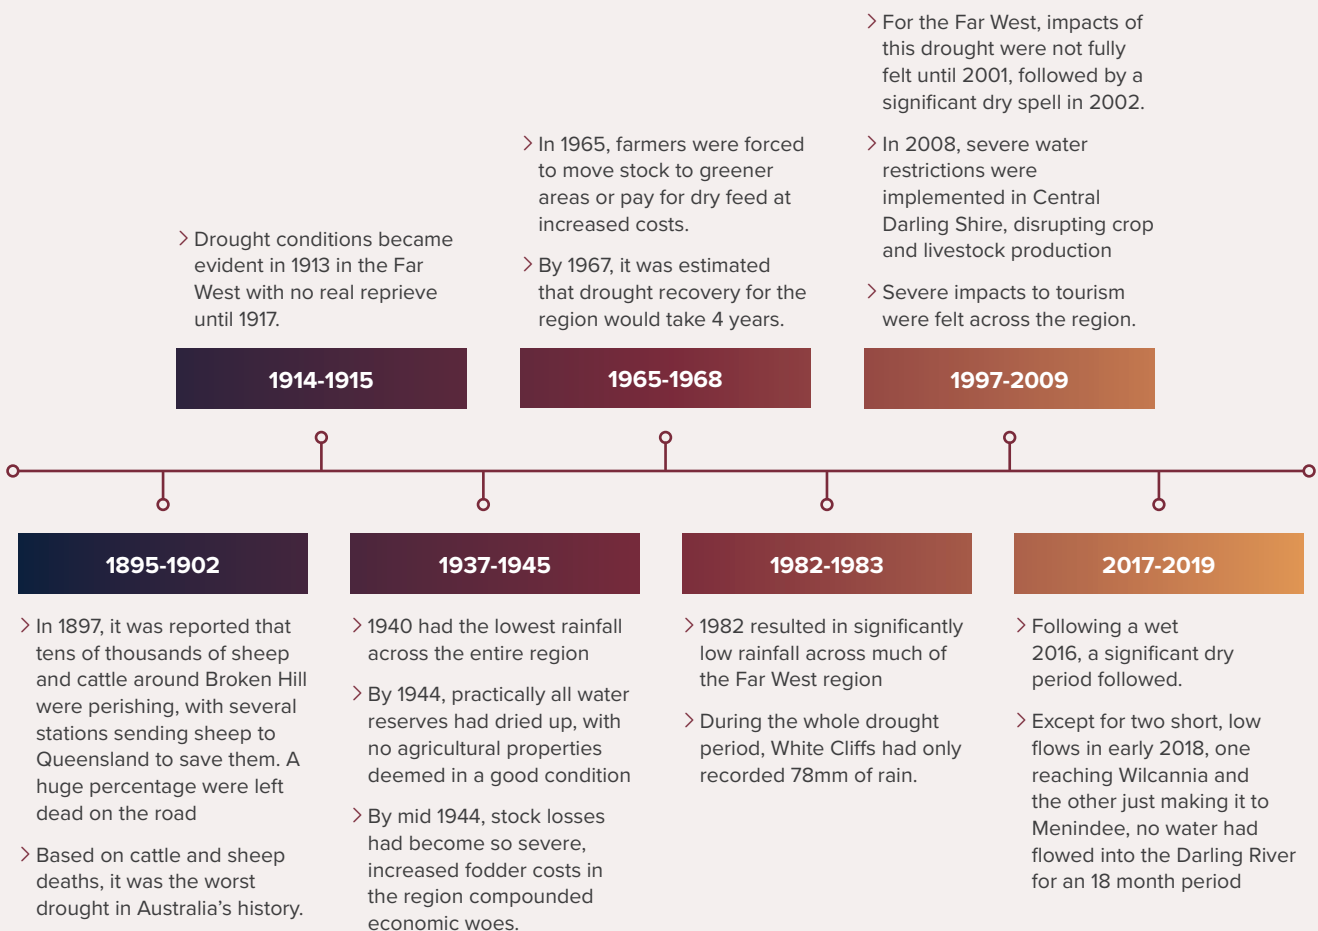 Drought conditions became
evident in 1913 in the Far
West with no real reprieve
until 1917.
1914-1915
In 1965, farmers were forced
to move stock to greener
areas or pay for dry feed at
increased costs.
By 1967, it was estimated
that drought recovery for the
region would take 4 years.
1965-1968
For the Far West, impacts of
this drought were not fully
felt until 2001, followed by a
significant dry spell in 2002.
In 2008, severe water
restrictions were
implemented in Central
Darling Shire, disrupting crop
and livestock production
Severe impacts to tourism
were felt across the region.
1997-2009
1895-1902
In 1897, it was reported that
tens of thousands of sheep
and cattle around Broken Hill
were perishing, with several
stations sending sheep to
Queensland to save them. A
huge percentage were left
dead on the road
Based on cattle and sheep
deaths, it was the worst
drought in Australia’s history.
1937-1945
1940 had the lowest rainfall
across the entire region
By 1944, practically all water
reserves had dried up, with
no agricultural properties
deemed in a good condition
By mid 1944, stock losses
had become so severe,
increased fodder costs in
the region compounded
economic woes.
1982-1983
1982 resulted in significantly
low rainfall across much of
the Far West region
During the whole drought
period, White Cliffs had only
recorded 78mm of rain.
2017-2019
Following a wet
2016, a significant dry
period followed.
Except for two short, low
flows in early 2018, one
reaching Wilcannia and
the other just making it to
Menindee, no water had
flowed into the Darling River
for an 18 month period